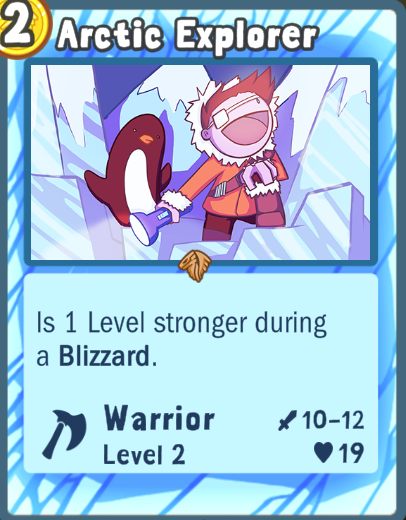 2
Arctic Explorer
Is 1 Level stronger during
a Blizzard.
Warrior 10–12
Level 2 19